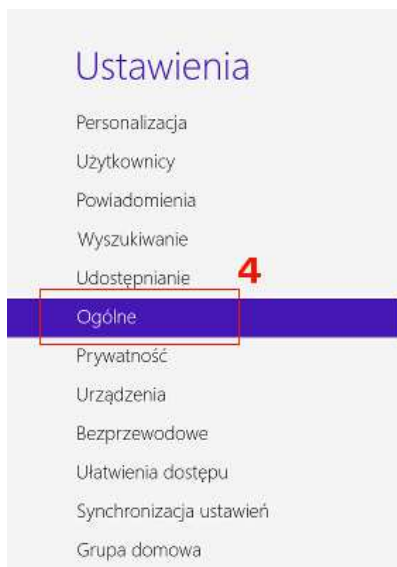 Ustawienia
Personalizacja
Użytkownicy
Powiadomienia
Wyszukiwanie
Udostępnianie
4
Ogólne
Prywatność
Urządzenia
Bezprzewodowe
Ułatwienia dostępu
Synchronizacja ustawień
Grupa domowa